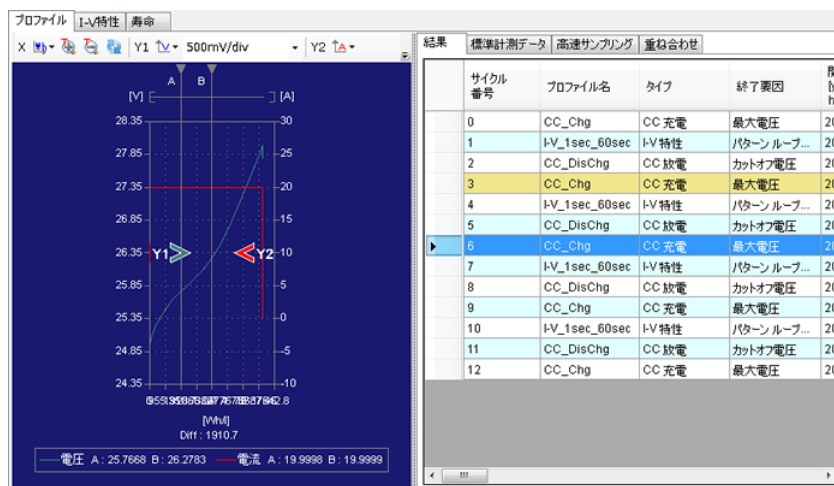 プロファイル I-V特性 寿命
X Y1 500mV/div Y2
A B
[V] [A]
28.35 30
27.85 25
27.35 20
26.85 15
26.35 10
25.85 5
25.35 0
24.85 -5
24.35 -10
Y1 Y2
[Wh/l]
Diff : 1910.7
電圧 A : 25.7668 B : 26.2783 電流 A : 19.9998 B : 19.9999
結果 標準計測データ 高速サンプリング 重ね合わせ
サイクル番号 プロファイル名 タイプ 終了要因
0 CC_Chg CC 充電 最大電圧
1 I-V_1sec_60sec I-V 特性 パターン ループ...
2 CC_DisChg CC 放電 カットオフ電圧
3 CC_Chg CC 充電 最大電圧
4 I-V_1sec_60sec I-V 特性 パターン ループ...
5 CC_DisChg CC 放電 カットオフ電圧
6 CC_Chg CC 充電 最大電圧
7 I-V_1sec_60sec I-V 特性 パターン ループ...
8 CC_DisChg CC 放電 カットオフ電圧
9 CC_Chg CC 充電 最大電圧
10 I-V_1sec_60sec I-V 特性 パターン ループ...
11 CC_DisChg CC 放電 カットオフ電圧
12 CC_Chg CC 充電 最大電圧